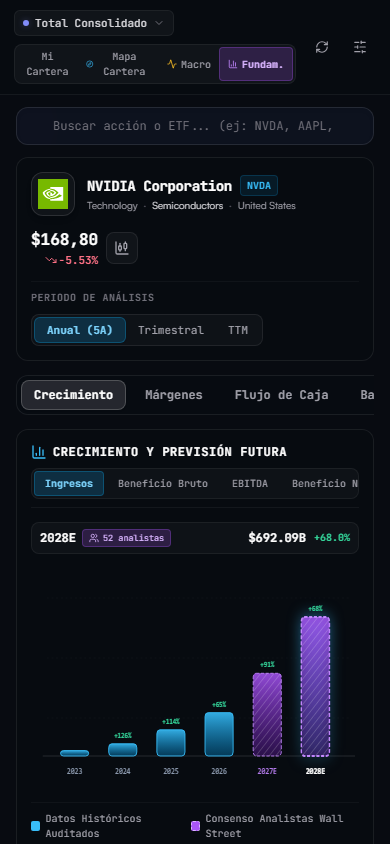 Total Consolidado
Mi Cartera
Mapa Cartera
Macro
Fundam.
Buscar acción o ETF... (ej: NVDA, AAPL,
NVIDIA Corporation NVDA
Technology · Semiconductors · United States
$168,80
-5.53%
PERIODO DE ANÁLISIS
Anual (5A) Trimestral TTM
Crecimiento Márgenes Flujo de Caja Ba
CRECIMIENTO Y PREVISIÓN FUTURA
Ingresos Beneficio Bruto EBITDA Beneficio N
2028E 52 analistas $692.09B +68.0%
+68%
+91%
+65%
+114%
+126%
2023 2024 2025 2026 2027E 2028E
Datos Históricos Auditados
Consenso Analistas Wall Street